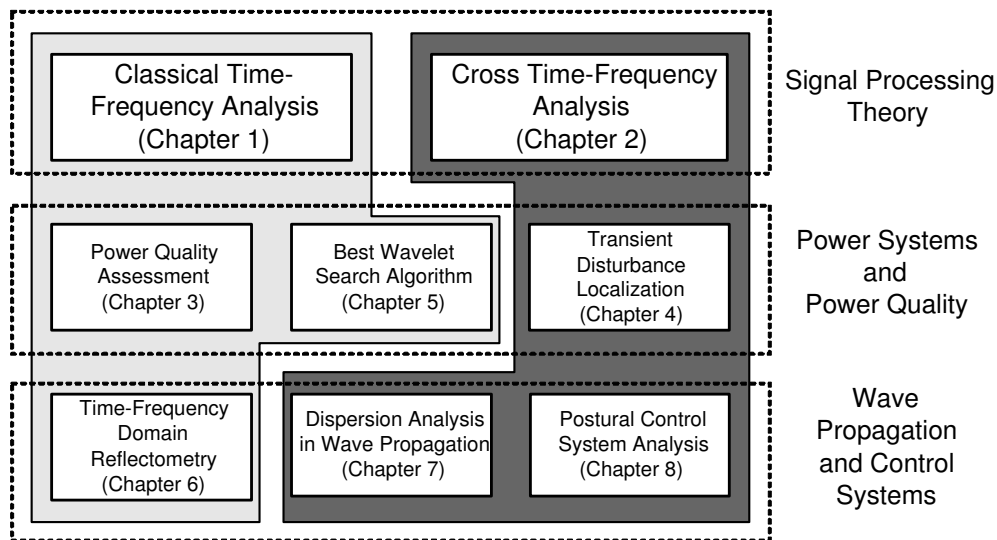 Classical Time-
Frequency Analysis
(Chapter 1)
Cross Time-Frequency
Analysis
(Chapter 2)
Signal Processing
Theory
Power Quality
Assessment
(Chapter 3)
Best Wavelet
Search Algorithm
(Chapter 5)
Transient
Disturbance
Localization
(Chapter 4)
Power Systems
and
Power Quality
Time-Frequency
Domain
Reflectometry
(Chapter 6)
Dispersion Analysis
in Wave Propagation
(Chapter 7)
Postural Control
System Analysis
(Chapter 8)
Wave
Propagation
and Control
Systems